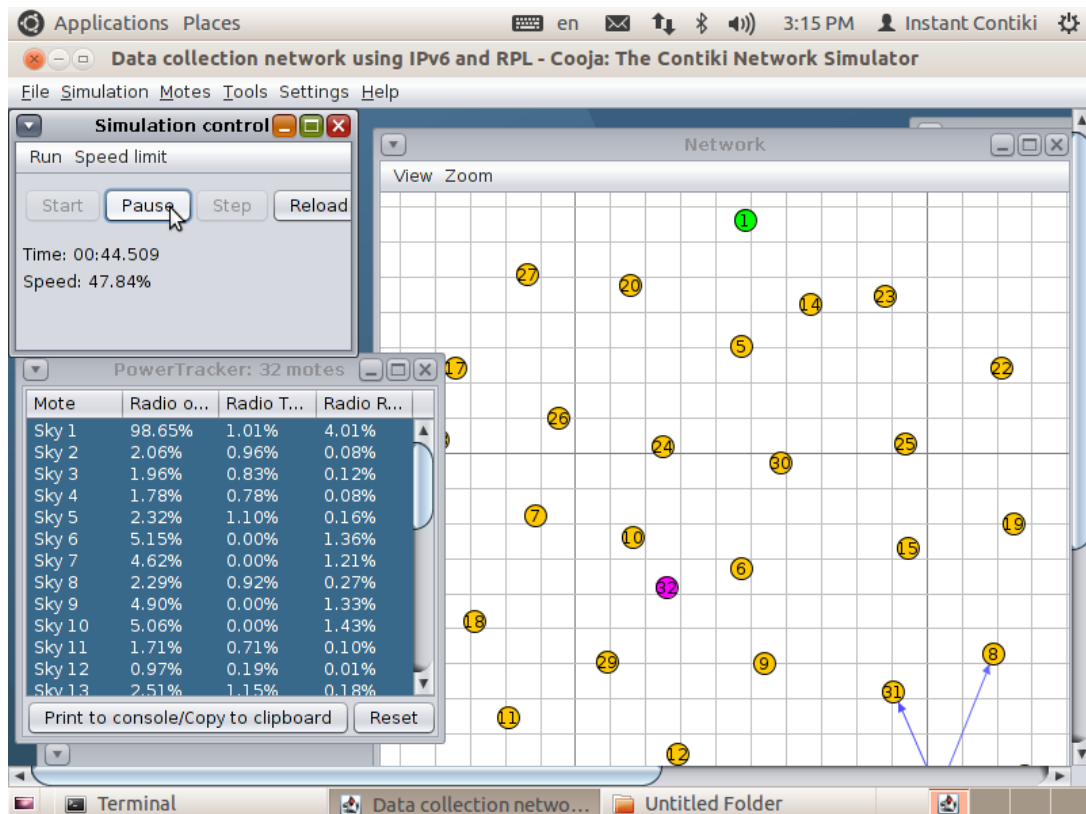 Applications Places en 3:15 PM Instant Contiki
Data collection network using IPv6 and RPL - Cooja: The Contiki Network Simulator
File Simulation Motes Tools Settings Help
Simulation control
Run Speed limit
Start Pause Step Reload
Time: 00:44.509
Speed: 47.84%
PowerTracker: 32 motes
Mote Radio o... Radio T... Radio R...
Sky 1 98.65% 1.01% 4.01%
Sky 2 2.06% 0.96% 0.08%
Sky 3 1.96% 0.83% 0.12%
Sky 4 1.78% 0.78% 0.08%
Sky 5 2.32% 1.10% 0.16%
Sky 6 5.15% 0.00% 1.36%
Sky 7 4.62% 0.00% 1.21%
Sky 8 2.29% 0.92% 0.27%
Sky 9 4.90% 0.00% 1.33%
Sky 10 5.06% 0.00% 1.43%
Sky 11 1.71% 0.71% 0.10%
Sky 12 0.97% 0.19% 0.01%
Sky 13 2.51% 1.15% 0.18%
Print to console/Copy to clipboard Reset
Network
View Zoom
1
27
20
14
23
5
17
22
26
24
30
25
7
10
19
15
6
32
18
29
9
8
31
11
12
Terminal Data collection netwo... Untitled Folder